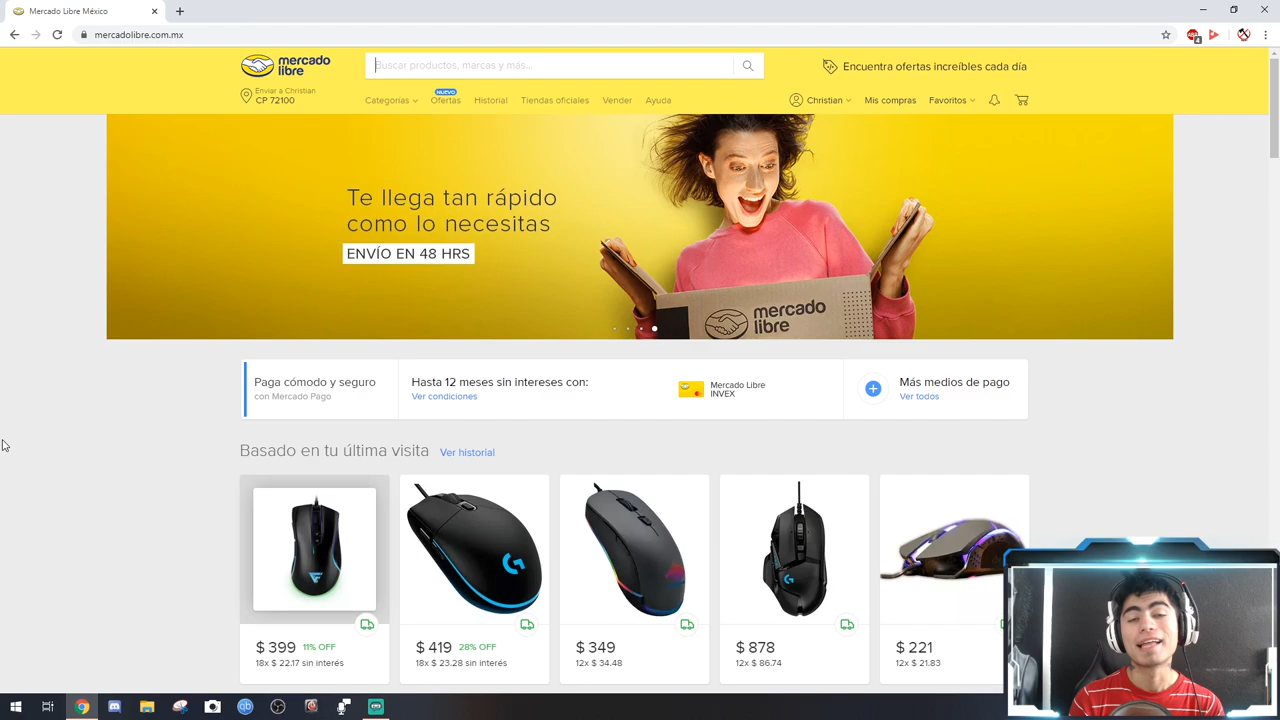 Mercado Libre México
mercadolibre.com.mx
4
mercado
libre
Buscar productos, marcas y más...
Encuentra ofertas increíbles cada día
Enviar a Christian
CP 72100
Categorías
NUEVO
Ofertas
Historial
Tiendas oficiales
Vender
Ayuda
Christian
Mis compras
Favoritos
Te llega tan rápido
como lo necesitas
ENVÍO EN 48 HRS
mercado
libre
Paga cómodo y seguro
con Mercado Pago
Hasta 12 meses sin intereses con:
Ver condiciones
Mercado Libre
INVEX
Más medios de pago
Ver todos
Basado en tu última visita
Ver historial
$ 399 11% OFF
18x $ 22.17 sin interés
$ 419 28% OFF
18x $ 23.28 sin interés
$ 349
12x $ 34.48
$ 878
12x $ 86.74
$ 221
12x $ 21.83